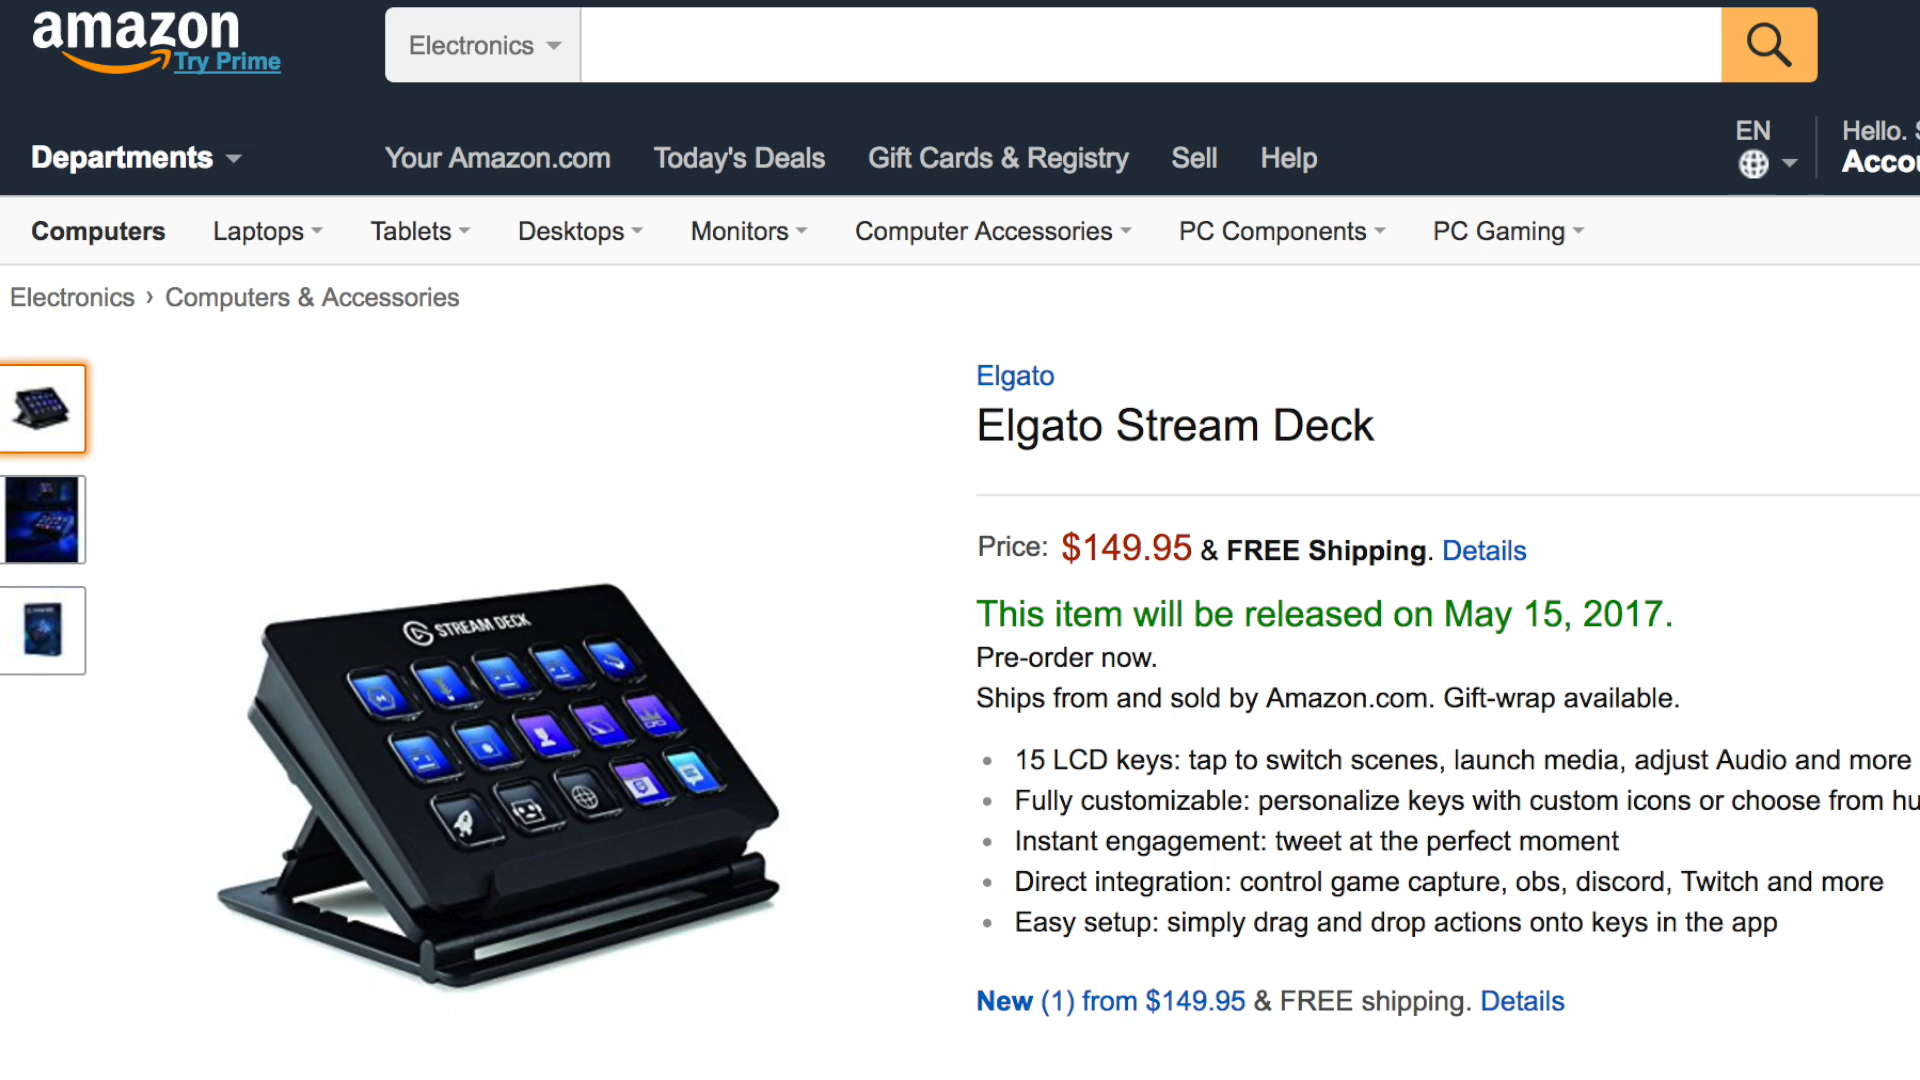 amazon
Try Prime
Electronics
EN
Hello.
Departments
Your Amazon.com
Today's Deals
Gift Cards & Registry
Sell
Help
Computers
Laptops
Tablets
Desktops
Monitors
Computer Accessories
PC Components
PC Gaming
Electronics › Computers & Accessories
Elgato
Elgato Stream Deck
Price: $149.95 & FREE Shipping. Details
This item will be released on May 15, 2017.
Pre-order now.
Ships from and sold by Amazon.com. Gift-wrap available.
STREAM DECK
15 LCD keys: tap to switch scenes, launch media, adjust Audio and more
Fully customizable: personalize keys with custom icons or choose from
Instant engagement: tweet at the perfect moment
Direct integration: control game capture, obs, discord, Twitch and more
Easy setup: simply drag and drop actions onto keys in the app
New (1) from $149.95 & FREE shipping. Details